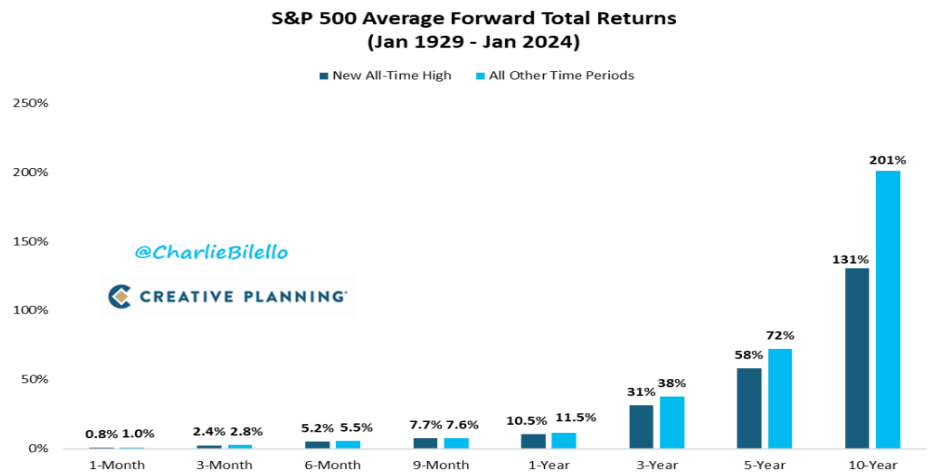 S&P 500 Average Forward Total Returns
(Jan 1929 - Jan 2024)
New All-Time High All Other Time Periods
250%
200%
150%
100%
50%
0%
@CharlieBilello
CREATIVE PLANNING
0.8% 1.0%
2.4% 2.8%
5.2% 5.5%
7.7% 7.6%
10.5% 11.5%
31% 38%
58% 72%
131% 201%
1-Month 3-Month 6-Month 9-Month 1-Year 3-Year 5-Year 10-Year